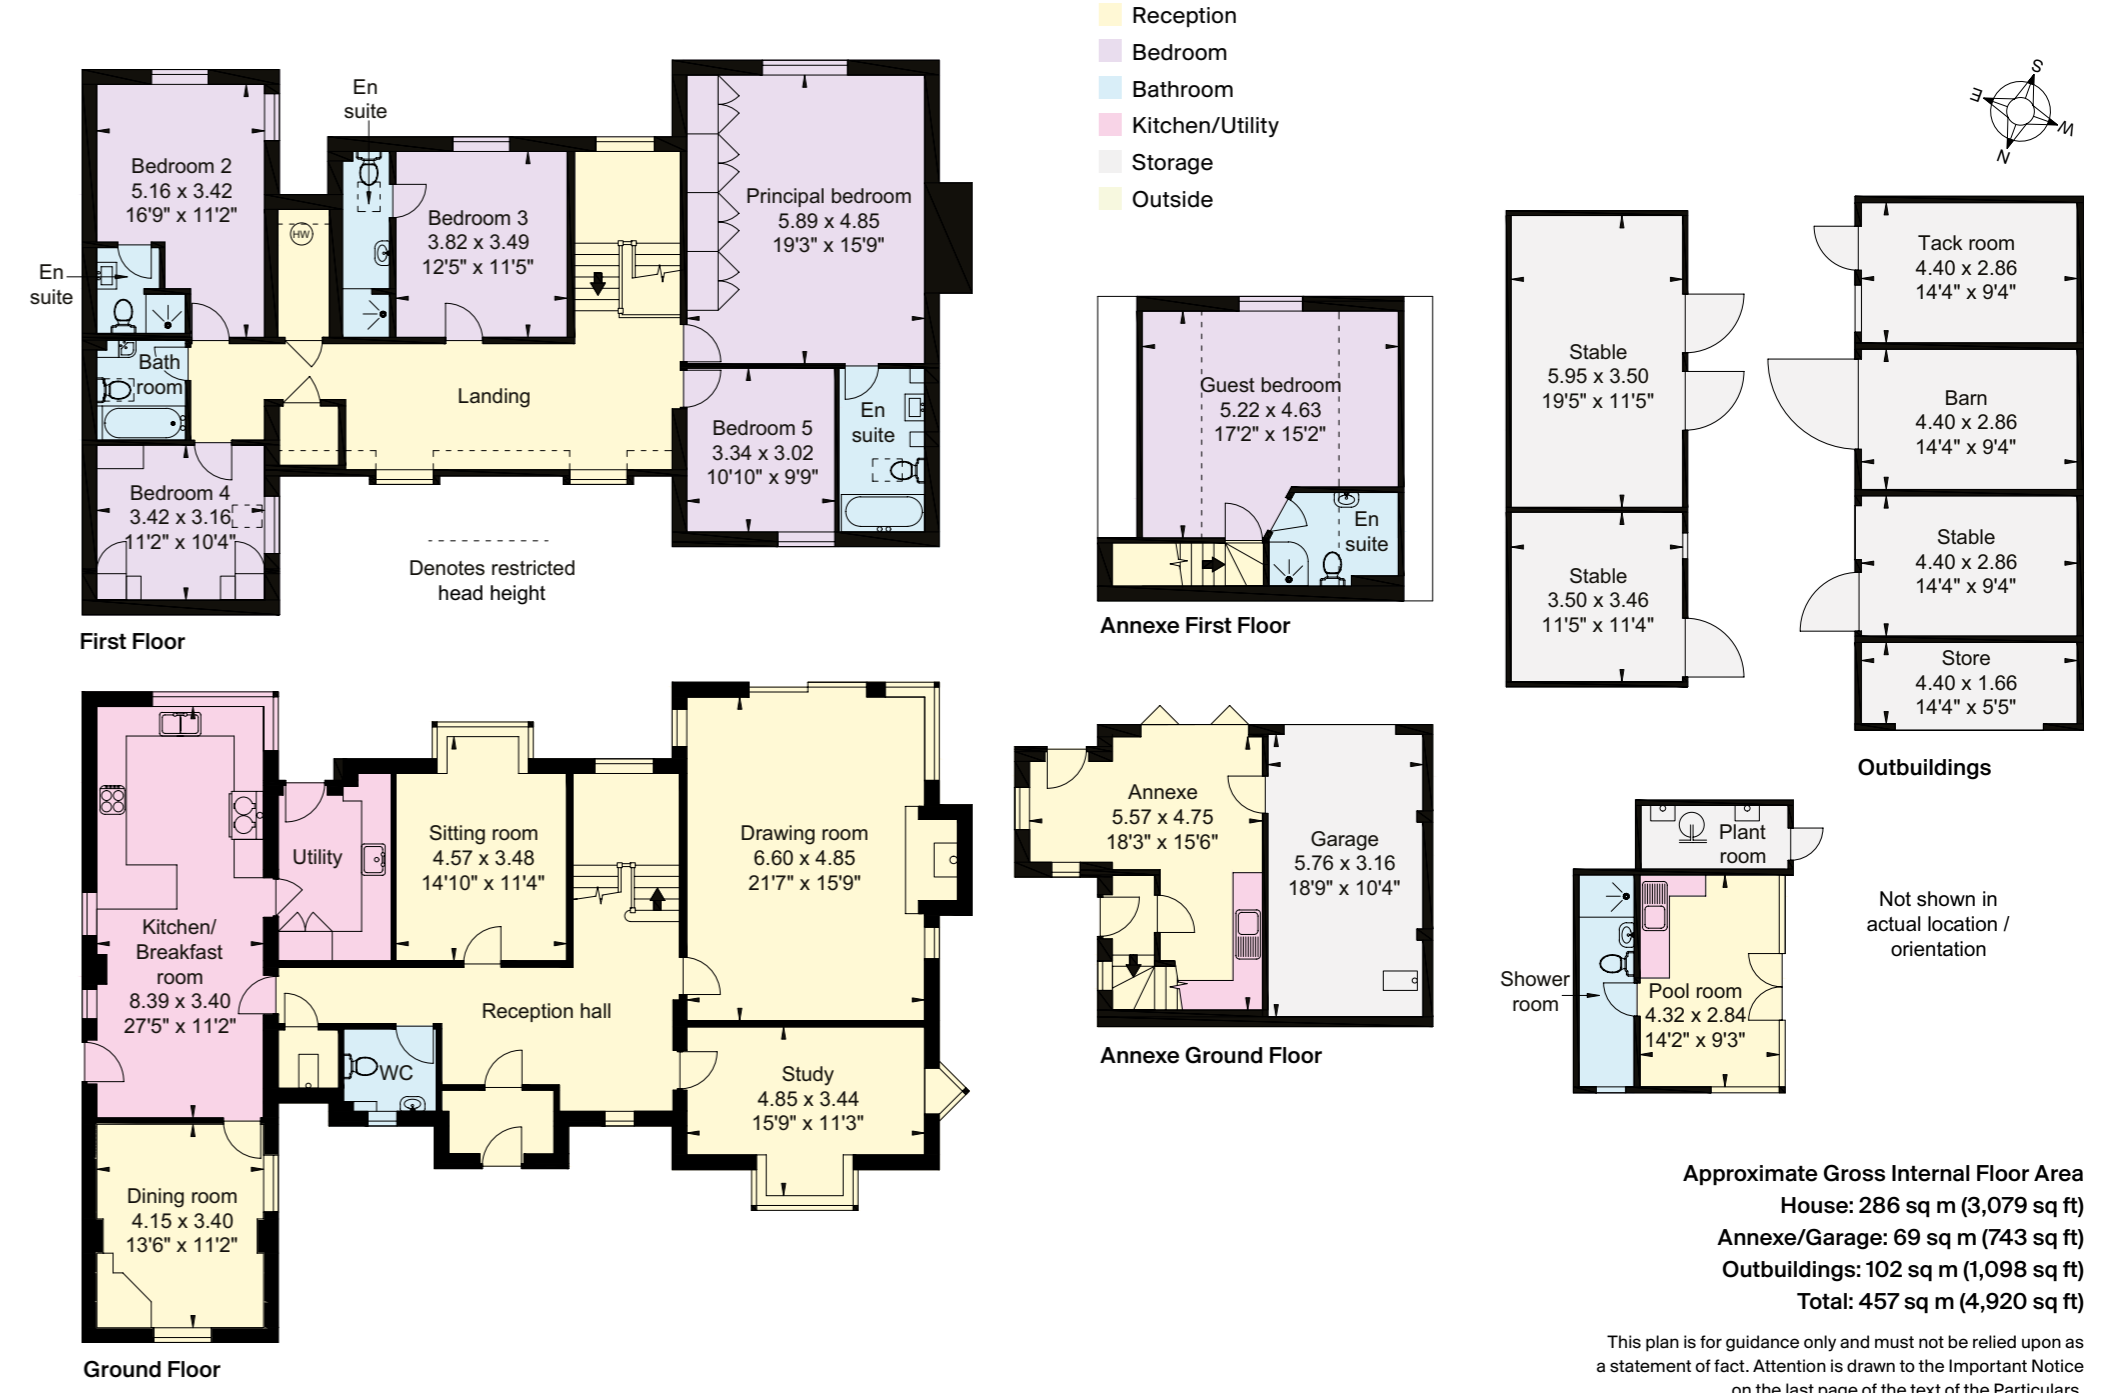 Reception
Bedroom
Bathroom
Kitchen/Utility
Storage
Outside
S
E
W
N
En
suite
Bedroom 2
5.16 x 3.42
16'9" x 11'2"
HW
Bedroom 3
3.82 x 3.49
12'5" x 11'5"
Principal bedroom
5.89 x 4.85
19'3" x 15'9"
En
suite
Bath
room
Landing
Bedroom 4
3.42 x 3.16
11'2" x 10'4"
Bedroom 5
3.34 x 3.02
10'10" x 9'9"
En
suite
Denotes restricted
head height
First Floor
Guest bedroom
5.22 x 4.63
17'2" x 15'2"
En
suite
Annexe First Floor
Stable
5.95 x 3.50
19'5" x 11'5"
Stable
3.50 x 3.46
11'5" x 11'4"
Tack room
4.40 x 2.86
14'4" x 9'4"
Barn
4.40 x 2.86
14'4" x 9'4"
Stable
4.40 x 2.86
14'4" x 9'4"
Store
4.40 x 1.66
14'4" x 5'5"
Outbuildings
Utility
Sitting room
4.57 x 3.48
14'10" x 11'4"
Drawing room
6.60 x 4.85
21'7" x 15'9"
Kitchen/
Breakfast
room
8.39 x 3.40
27'5" x 11'2"
Reception hall
WC
Study
4.85 x 3.44
15'9" x 11'3"
Dining room
4.15 x 3.40
13'6" x 11'2"
Ground Floor
Annexe
5.57 x 4.75
18'3" x 15'6"
Garage
5.76 x 3.16
18'9" x 10'4"
Annexe Ground Floor
Plant
room
Shower
room
Pool room
4.32 x 2.84
14'2" x 9'3"
Not shown in
actual location /
orientation
Approximate Gross Internal Floor Area
House: 286 sq m (3,079 sq ft)
Annexe/Garage: 69 sq m (743 sq ft)
Outbuildings: 102 sq m (1,098 sq ft)
Total: 457 sq m (4,920 sq ft)
This plan is for guidance only and must not be relied upon as
a statement of fact. Attention is drawn to the Important Notice
on the last page of the text of the Particulars.